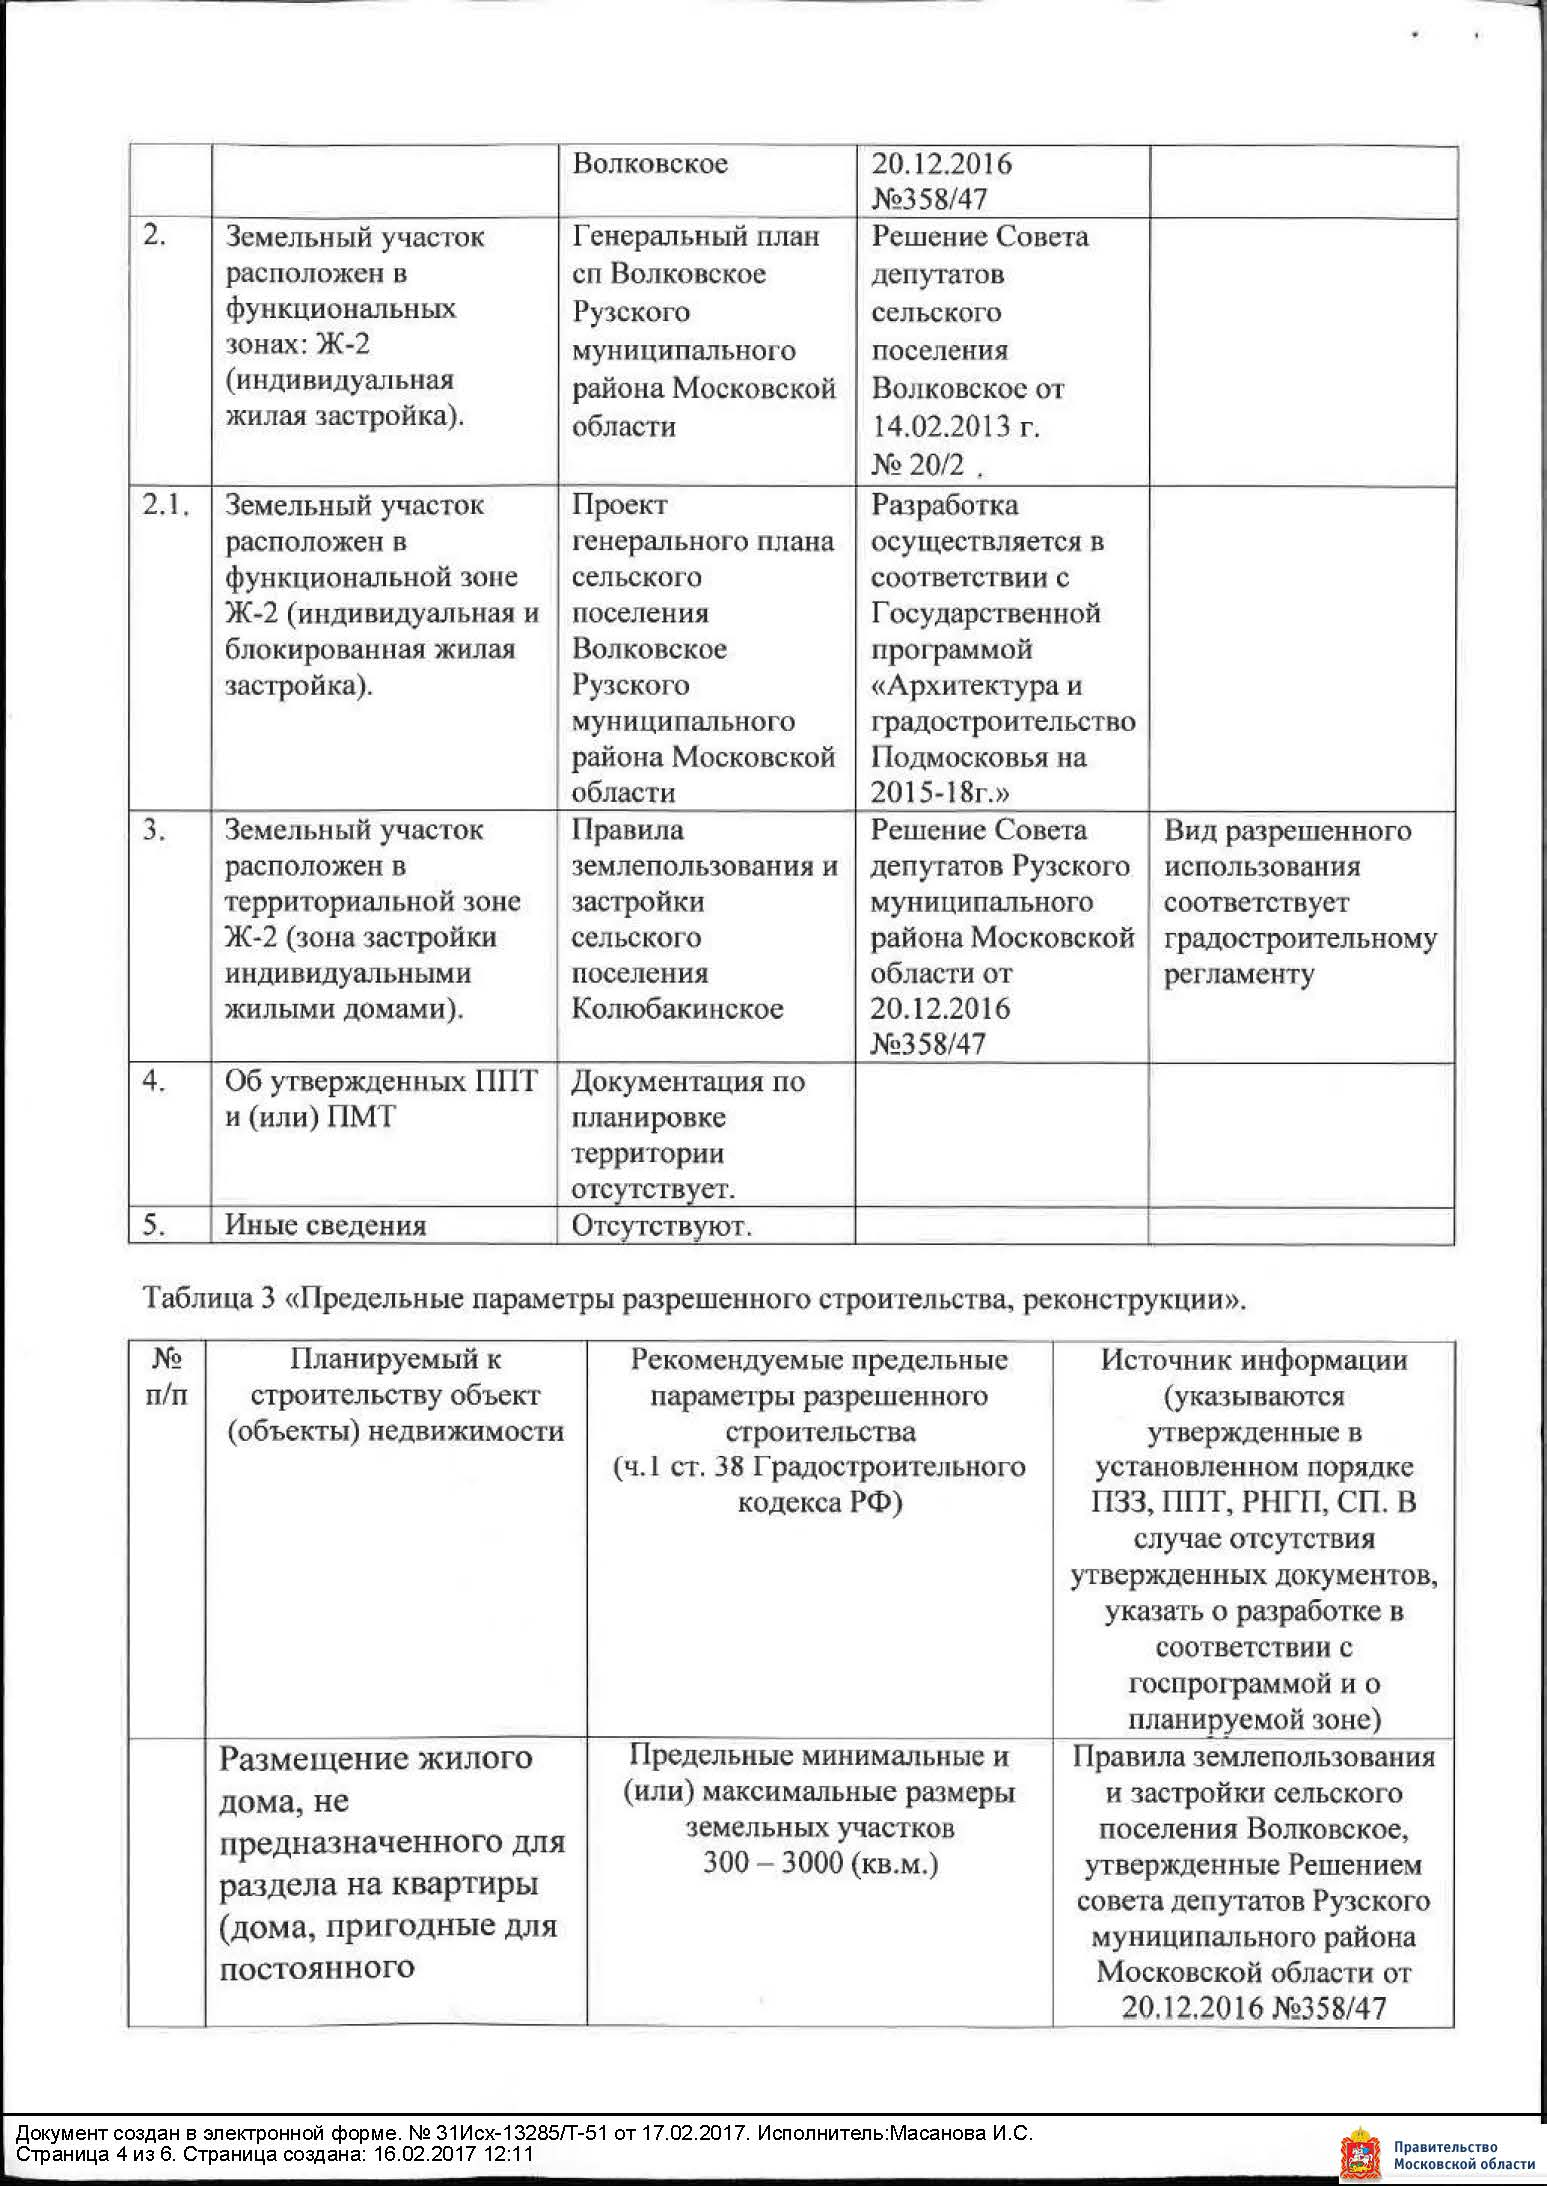 Волковское
20.12.2016
№358/47
2.
Земельный участок
расположен в
функциональных
зонах: Ж-2
(индивидуальная
жилая застройка).
Генеральный план
сп Волковское
Рузского
муниципального
района Московской
области
Решение Совета
депутатов
сельского
поселения
Волковское от
14.02.2013 г.
№ 20/2 .
2.1.
Земельный участок
расположен в
функциональной зоне
Ж-2 (индивидуальная и
блокированная жилая
застройка).
Проект
генерального плана
сельского
поселения
Волковское
Рузского
муниципального
района Московской
области
Разработка
осуществляется в
соответствии с
Государственной
программой
«Архитектура и
градостроительство
Подмосковья на
2015-18г.»
3.
Земельный участок
расположен в
территориальной зоне
Ж-2 (зона застройки
индивидуальными
жилыми домами).
Правила
землепользования и
застройки
сельского
поселения
Колюбакинское
Решение Совета
депутатов Рузского
муниципального
района Московской
области от
20.12.2016
№358/47
Вид разрешенного
использования
соответствует
градостроительному
регламенту
4.
Об утвержденных ППТ
и (или) ПМТ
Документация по
планировке
территории
отсутствует.
5.
Иные сведения
Отсутствуют.
Таблица 3 «Предельные параметры разрешенного строительства, реконструкции».
№
п/п
Планируемый к
строительству объект
(объекты) недвижимости
Рекомендуемые предельные
параметры разрешенного
строительства
(ч.1 ст. 38 Градостроительного
кодекса РФ)
Источник информации
(указываются
утвержденные в
установленном порядке
ПЗЗ, ППТ, РНГП, СП. В
случае отсутствия
утвержденных документов,
указать о разработке в
соответствии с
госпрограммой и о
планируемой зоне)
Размещение жилого
дома, не
предназначенного для
раздела на квартиры
(дома, пригодные для
постоянного
Предельные минимальные и
(или) максимальные размеры
земельных участков
300 – 3000 (кв.м.)
Правила землепользования
и застройки сельского
поселения Волковское,
утвержденные Решением
совета депутатов Рузского
муниципального района
Московской области от
20.12.2016 №358/47
Документ создан в электронной форме. № 31Исх-13285/Т-51 от 17.02.2017. Исполнитель:Масанова И.С.
Страница 4 из 6. Страница создана: 16.02.2017 12:11
Правительство
Московской области